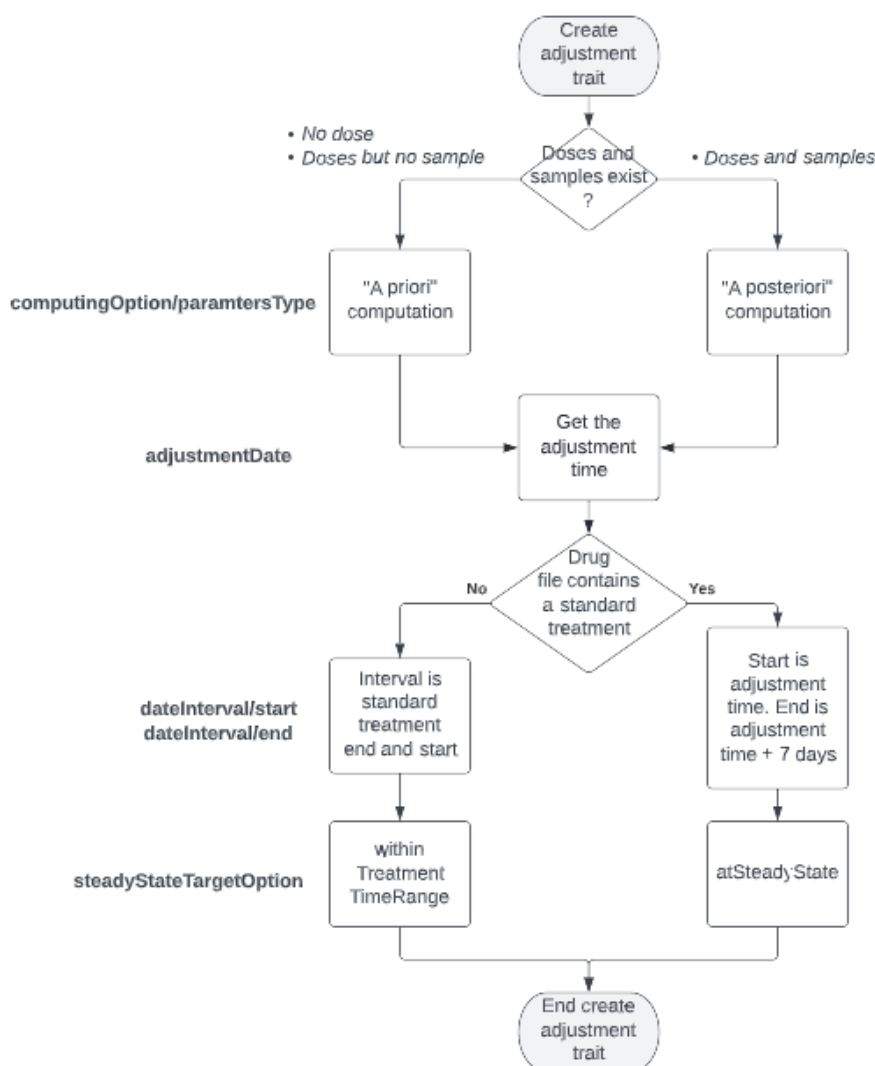 Create
adjustment
trait
• No dose
• Doses but no sample
Doses and
samples exist
?
• Doses and samples
computingOption/paramtersType
"A priori"
computation
"A posteriori"
computation
adjustmentDate
Get the
adjustment
time
Drug
file contains
a standard
treatment
No
Yes
dateInterval/start
dateInterval/end
Interval is
standard
treatment
end and start
Start is
adjustment
time. End is
adjustment
time + 7 days
steadyStateTargetOption
within
Treatment
TimeRange
atSteadyState
End create
adjustment
trait